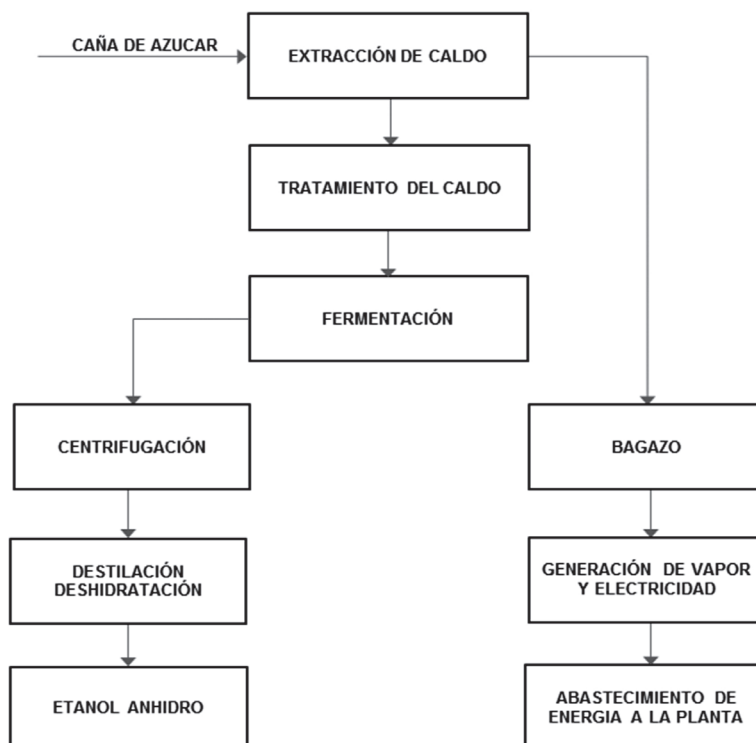 CAÑA DE AZUCAR
EXTRACCIÓN DE CALDO
TRATAMIENTO DEL CALDO
FERMENTACIÓN
CENTRIFUGACIÓN
BAGAZO
DESTILACIÓN
DESHIDRATACIÓN
GENERACIÓN DE VAPOR
Y ELECTRICIDAD
ETANOL ANHIDRO
ABASTECIMIENTO DE
ENERGIA A LA PLANTA